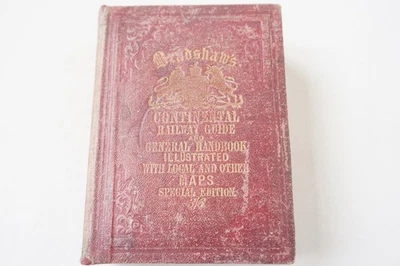 Bradshaw's
CONTINENTAL
RAILWAY GUIDE
AND
GENERAL HANDBOOK
ILLUSTRATED
WITH LOCAL AND OTHER
MAPS
SPECIAL EDITION